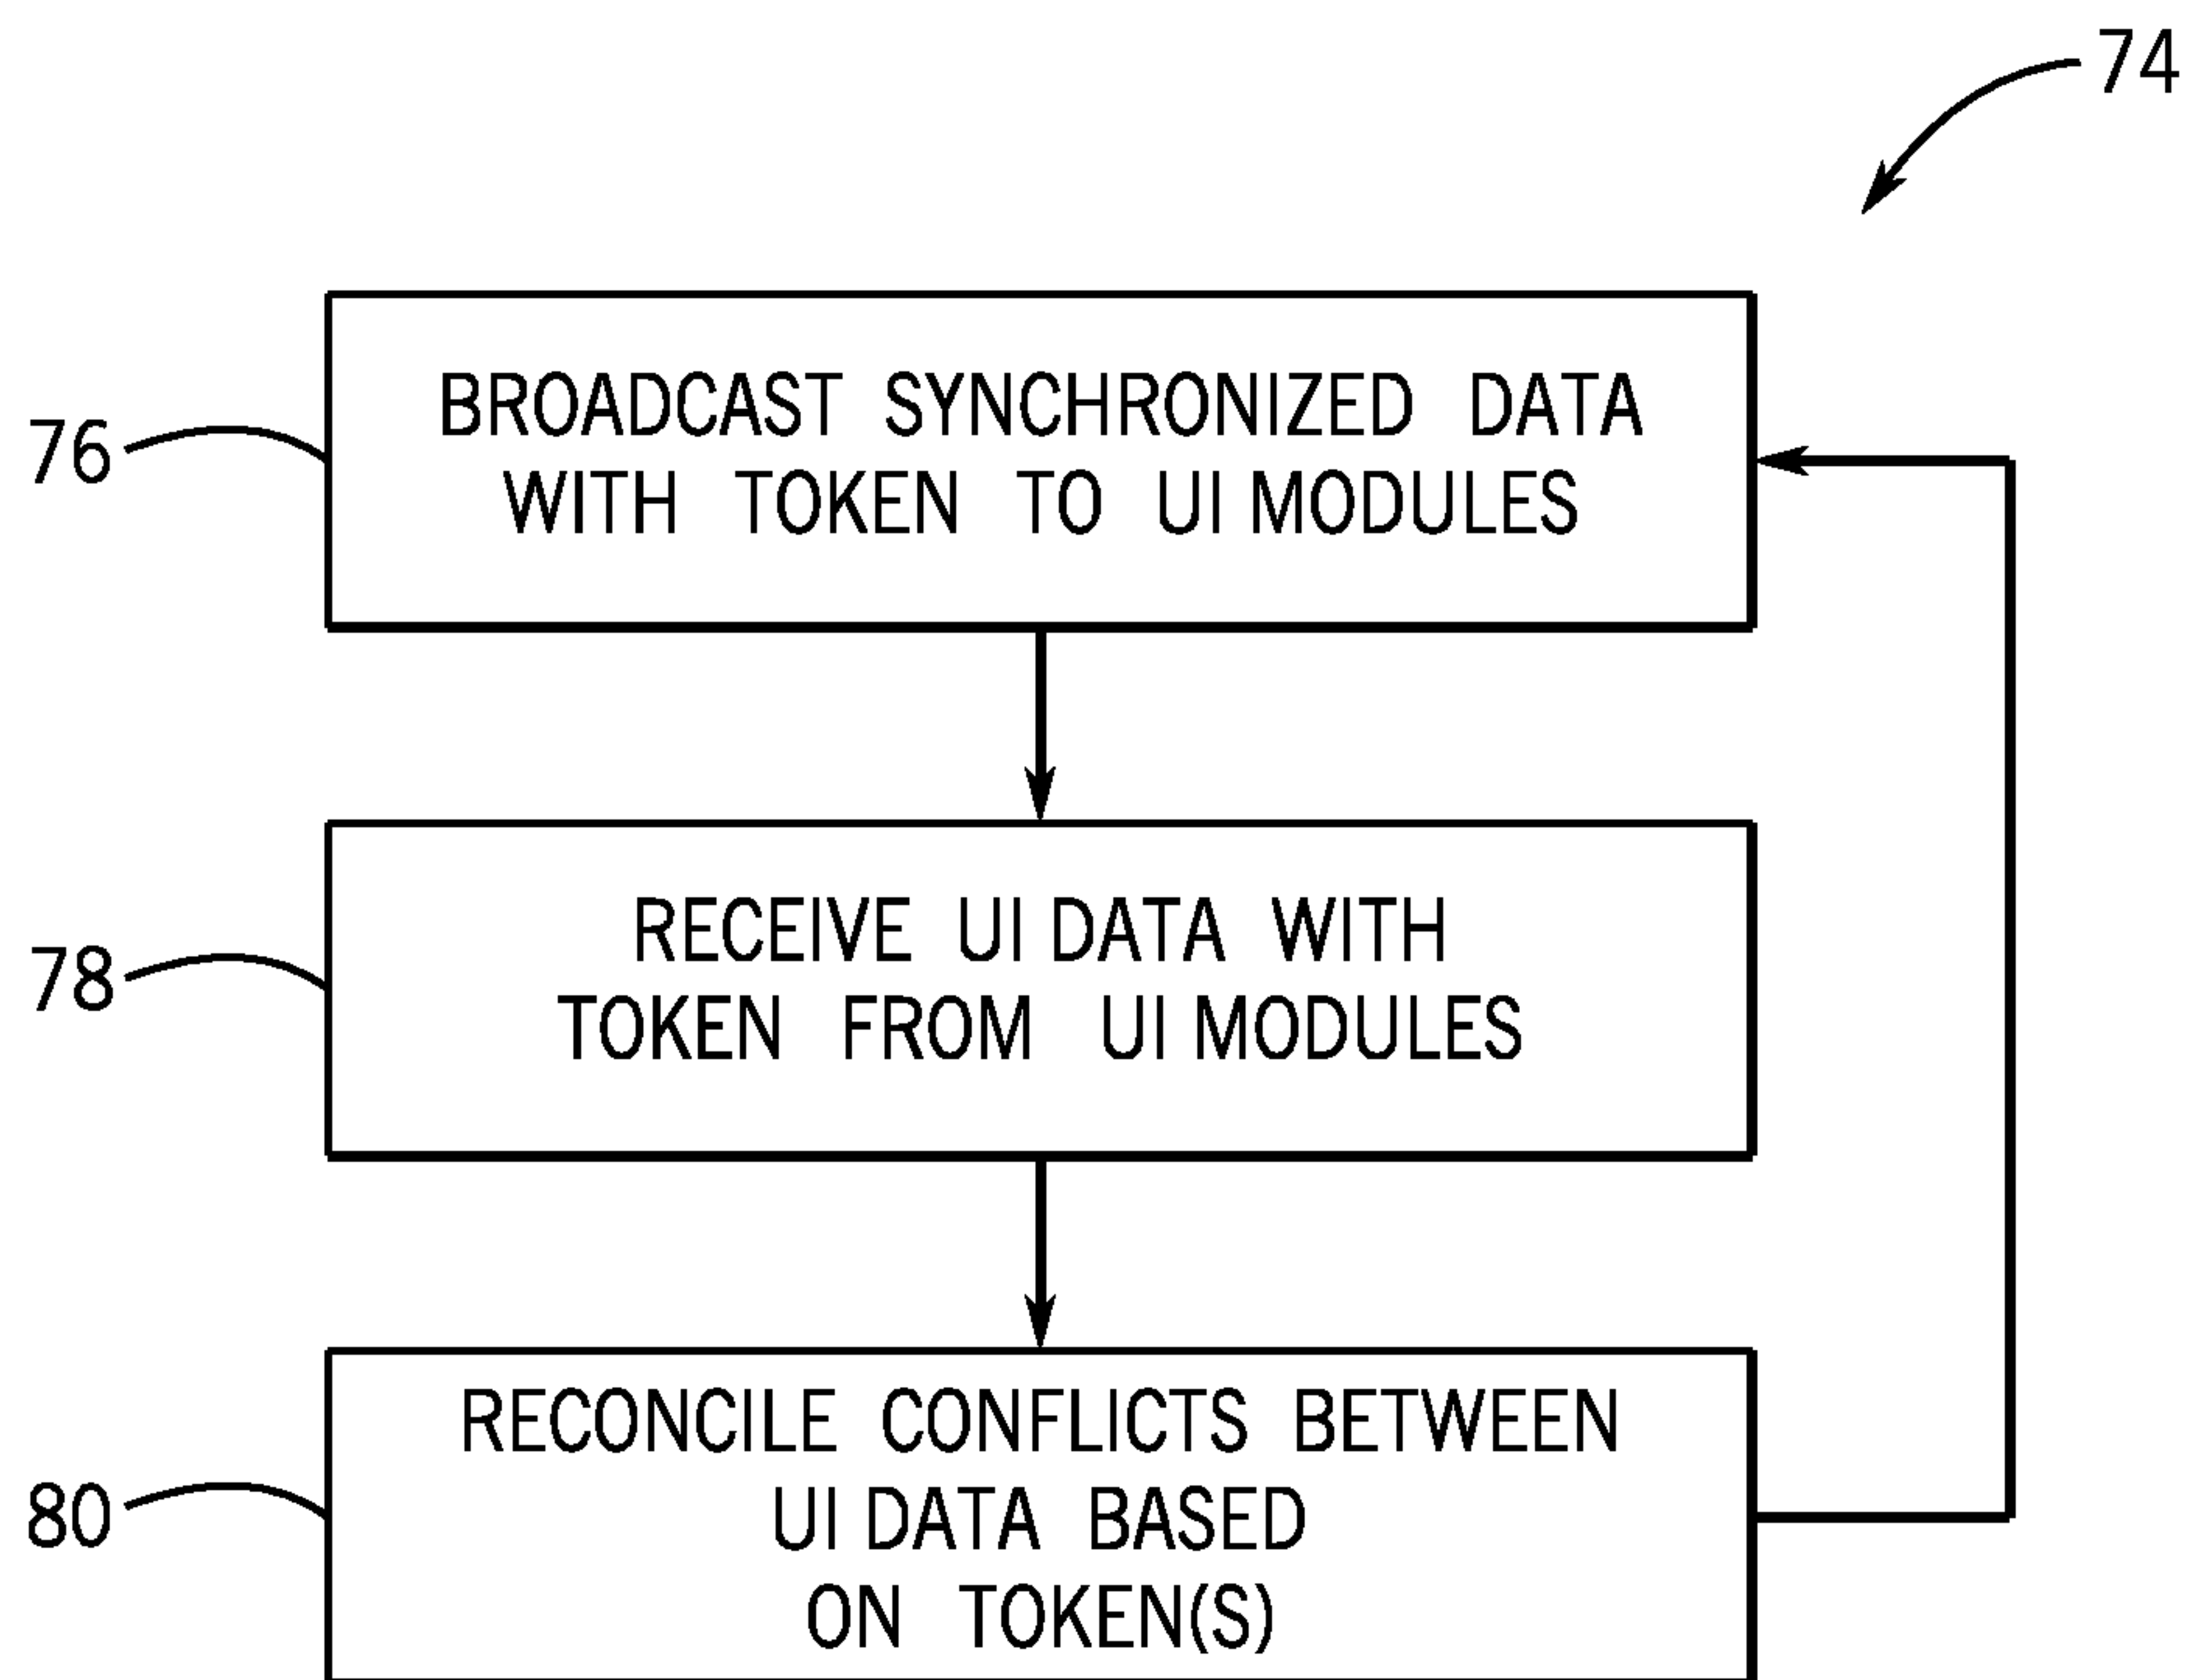 74
76
BROADCAST SYNCHRONIZED DATA
WITH TOKEN TO UI MODULES
78
RECEIVE UI DATA WITH
TOKEN FROM UI MODULES
80
RECONCILE CONFLICTS BETWEEN
UI DATA BASED
ON TOKEN(S)